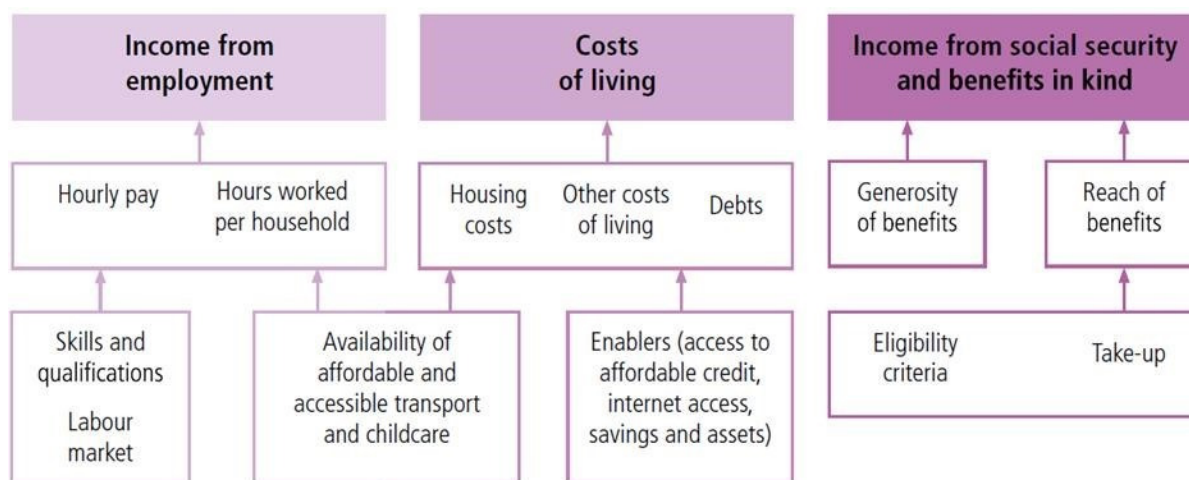 Income from
employment
Costs
of living
Income from social security
and benefits in kind
Hourly pay
Hours worked
per household
Housing
costs
Other costs
of living
Debts
Generosity
of benefits
Reach of
benefits
Skills and
qualifications
Labour
market
Availability of
affordable and
accessible transport
and childcare
Enablers (access to
affordable credit,
internet access,
savings and assets)
Eligibility
criteria
Take-up